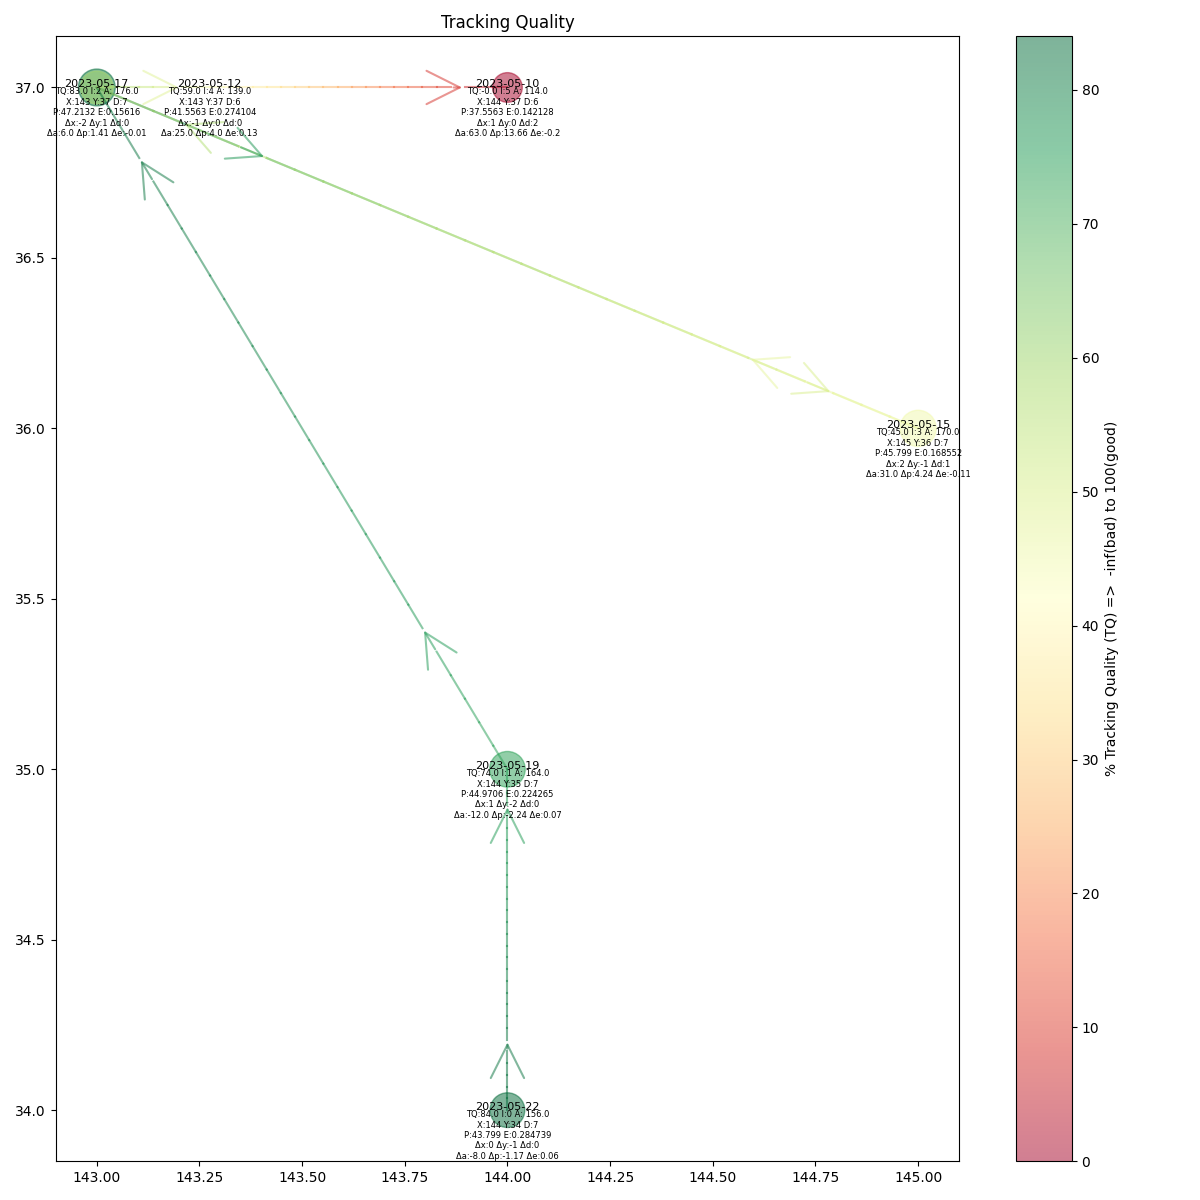 Tracking Quality
37.0
36.5
36.0
35.5
35.0
34.5
34.0
2023-05-17
TQ:83.0 I:2 A: 176.0
X:143 Y:37 D:7
P:47.2132 E:0.15616
Δx:-2 Δy:1 Δd:0
Δa:6.0 Δp:1.41 Δe:-0.01
2023-05-12
TQ:59.0 I:4 A: 139.0
X:143 Y:37 D:6
P:41.5563 E:0.274104
Δx:-1 Δy:0 Δd:0
Δa:25.0 Δp:4.0 Δe:0.13
2023-05-10
TQ:-0.0 I:5 A: 114.0
X:144 Y:37 D:6
P:37.5563 E:0.142128
Δx:1 Δy:0 Δd:2
Δa:63.0 Δp:13.66 Δe:-0.2
2023-05-15
TQ:45.0 I:3 A: 170.0
X:145 Y:36 D:7
P:45.799 E:0.168552
Δx:2 Δy:-1 Δd:1
Δa:31.0 Δp:4.24 Δe:-0.11
2023-05-19
TQ:74.0 I:1 A: 164.0
X:144 Y:35 D:7
P:44.9706 E:0.224265
Δx:1 Δy:-2 Δd:0
Δa:-12.0 Δp:-2.24 Δe:0.07
2023-05-22
TQ:84.0 I:0 A: 156.0
X:144 Y:34 D:7
P:43.799 E:0.284739
Δx:0 Δy:-1 Δd:0
Δa:-8.0 Δp:-1.17 Δe:0.06
143.00 143.25 143.50 143.75 144.00 144.25 144.50 144.75 145.00
80
70
60
50
40
30
20
10
0
% Tracking Quality (TQ) => -inf(bad) to 100(good)